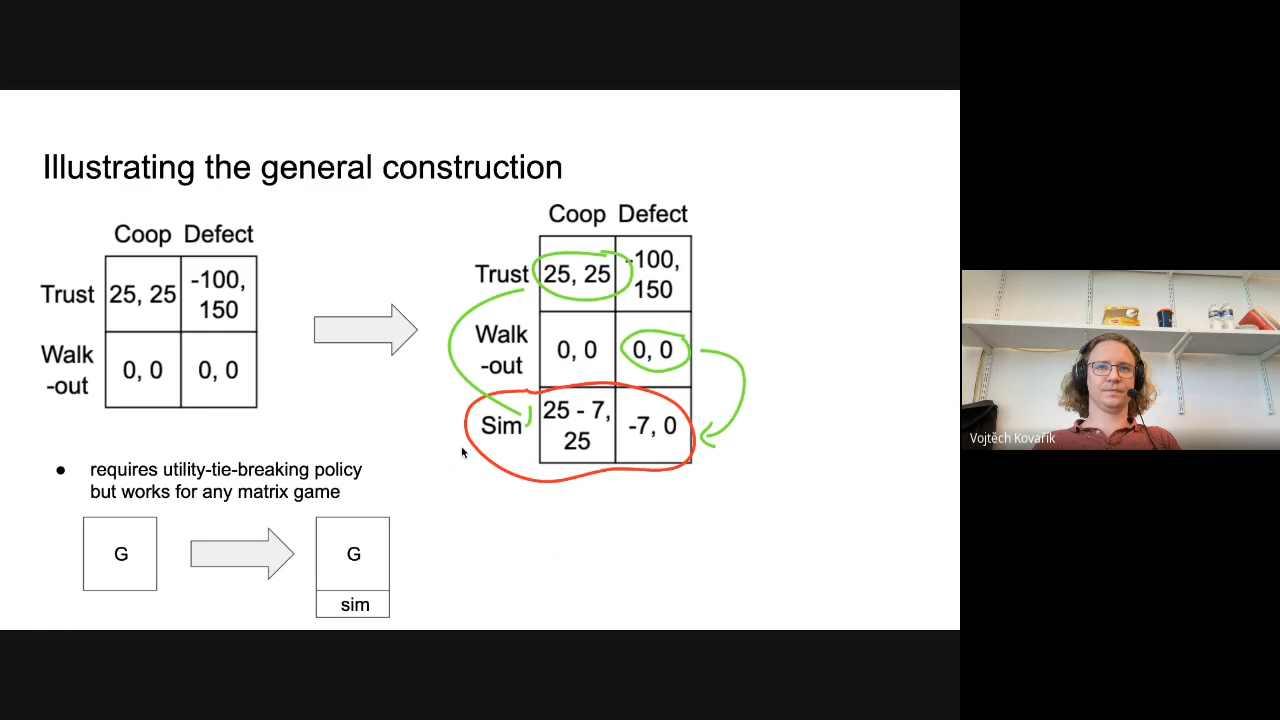 Illustrating the general construction
Coop Defect
Trust 25, 25 -100,
150
Walk
-out 0, 0 0, 0
requires utility-tie-breaking policy
but works for any matrix game
G
G
sim
Coop Defect
Trust 25, 25 -100,
150
Walk
-out 0, 0 0, 0
Sim 25 - 7,
25 -7, 0
Vojtěch Kovařík